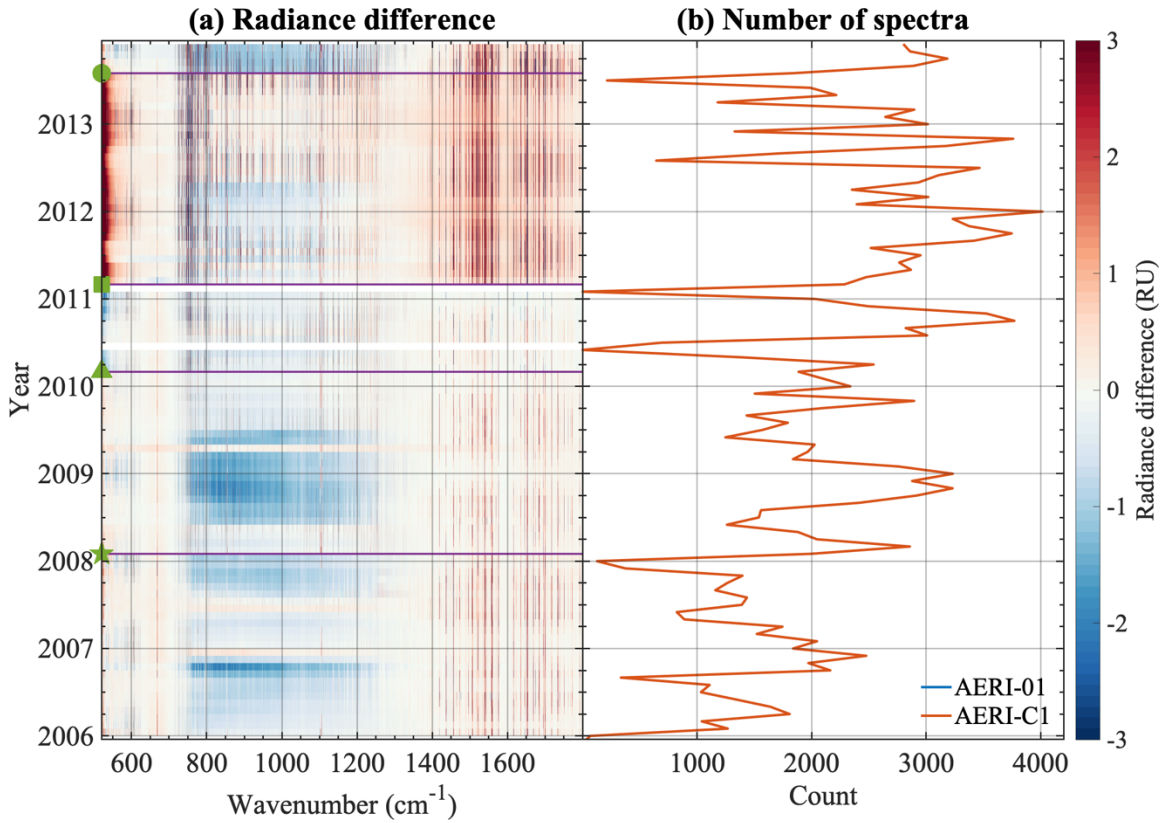 (a) Radiance difference
(b) Number of spectra
Year
2013
2012
2011
2010
2009
2008
2007
2006
600 800 1000 1200 1400 1600
Wavenumber (cm⁻¹)
AERI-01
AERI-C1
1000 2000 3000 4000
Count
3
2
1
0
-1
-2
-3
Radiance difference (RU)